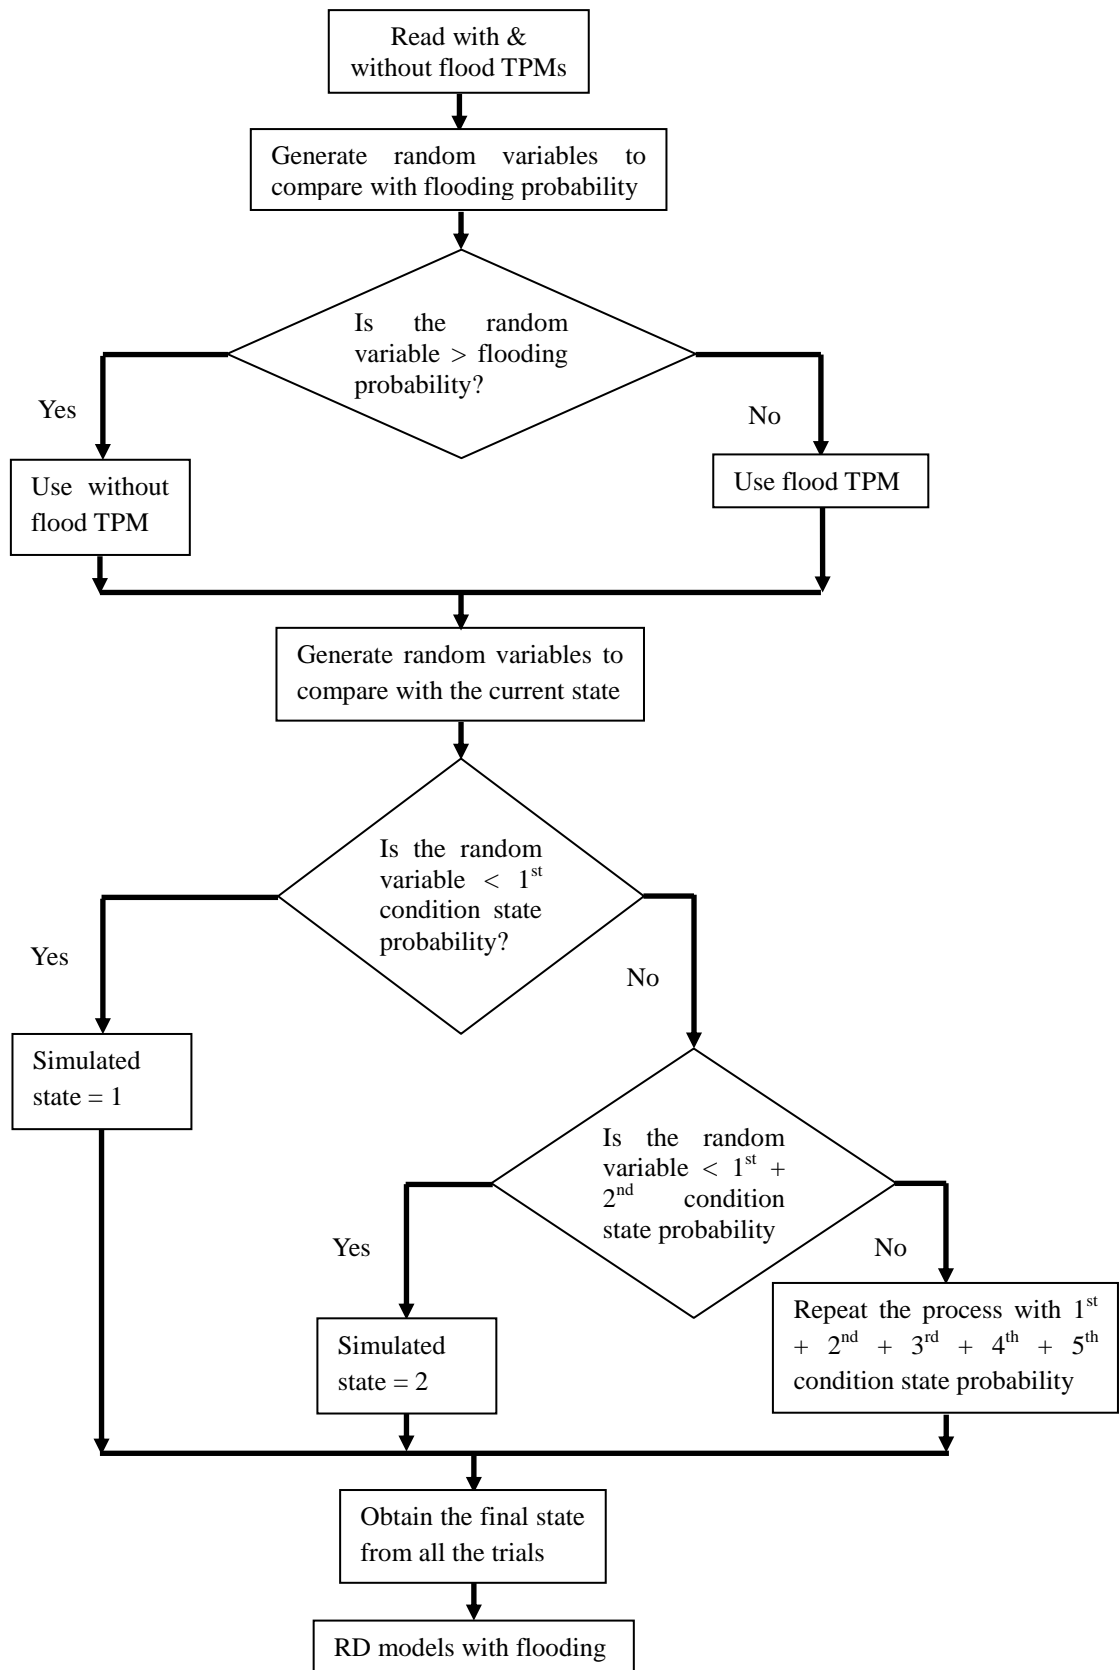 Read with &
without flood TPMs
Generate random variables to
compare with flooding probability
Is the random
variable > flooding
probability?
Yes
No
Use without
flood TPM
Use flood TPM
Generate random variables to
compare with the current state
Is the random
variable < 1st
condition state
probability?
Yes
No
Simulated
state = 1
Is the random
variable < 1st +
2nd condition
state probability
Yes
No
Simulated
state = 2
Repeat the process with 1st
+ 2nd + 3rd + 4th + 5th
condition state probability
Obtain the final state
from all the trials
RD models with flooding